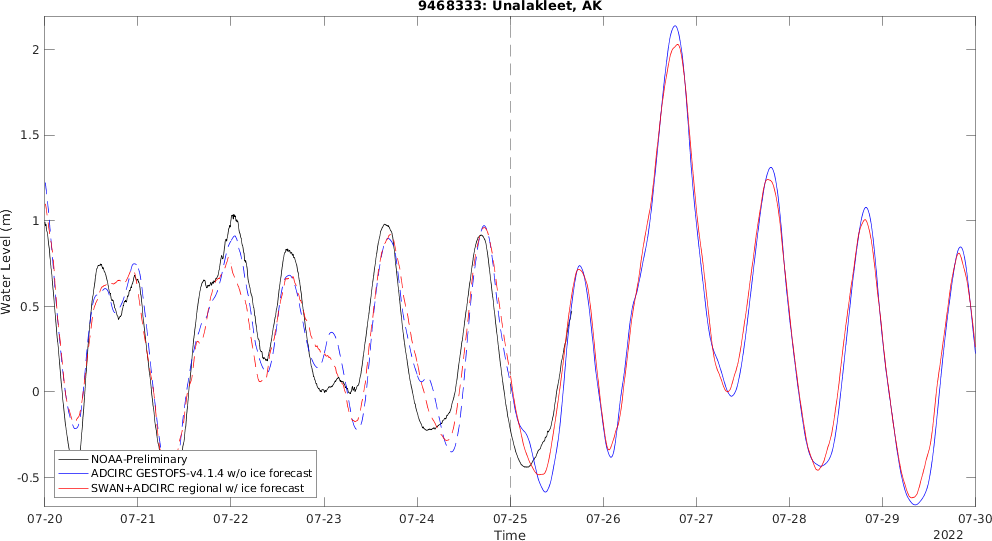 9468333: Unalakleet, AK
Water Level (m)
2
1.5
1
0.5
0
-0.5
NOAA-Preliminary
ADCIRC GESTOFS-v4.1.4 w/o ice forecast
SWAN+ADCIRC regional w/ ice forecast
07-20 07-21 07-22 07-23 07-24 07-25 07-26 07-27 07-28 07-29 07-30
Time
2022